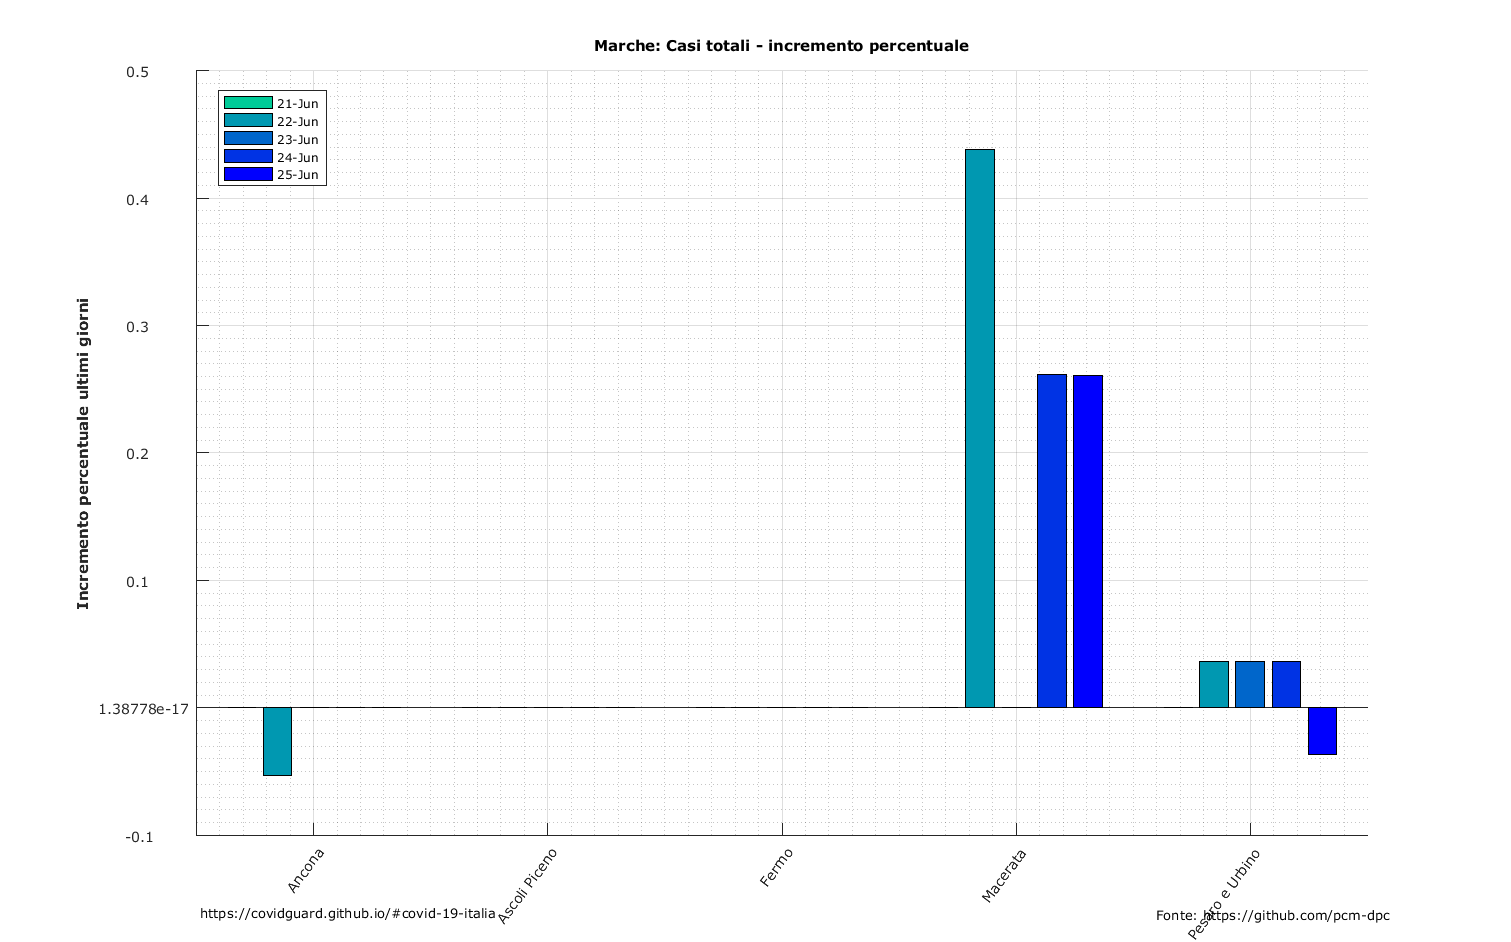 Marche: Casi totali - incremento percentuale
0.5
21-Jun
22-Jun
23-Jun
24-Jun
25-Jun
0.4
0.3
0.2
0.1
1.38778e-17
-0.1
Incremento percentuale ultimi giorni
Ancona
Ascoli Piceno
Fermo
Macerata
Pesaro e Urbino
https://covidguard.github.io/#covid-19-italia
Fonte: https://github.com/pcm-dpc